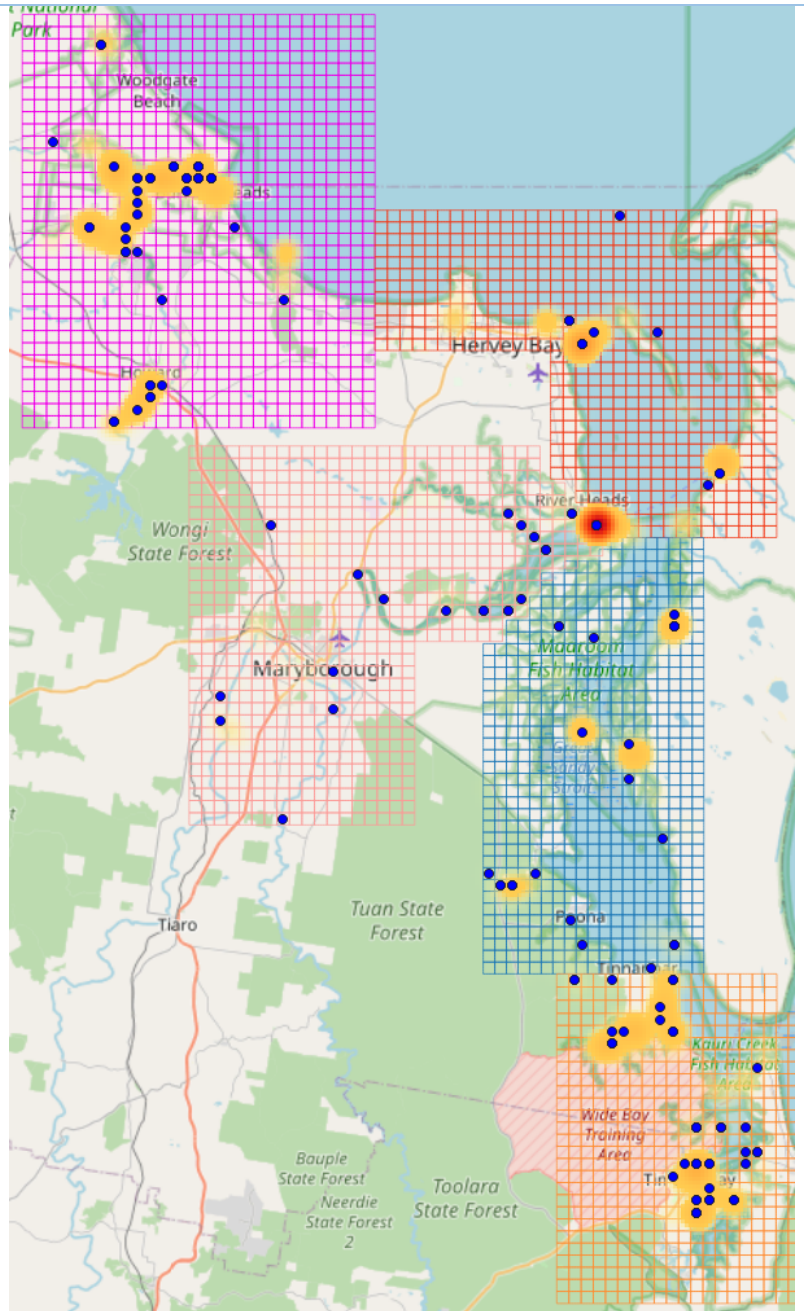 t National
Park
Woodgate
Beach
eads
Howard
Hervey Bay
River Heads
Wongi
State Forest
Maaroom
Fish Habitat
Area
Maryborough
Great
Sandy
Strait
Tuan State
Forest
Poona
Tiaro
t
Tinnanbar
Kauri Creek
Fish Habitat
Area
Wide Bay
Training
Area
Bauple
State Forest
Neerdie
State Forest
2
Toolara
State Forest